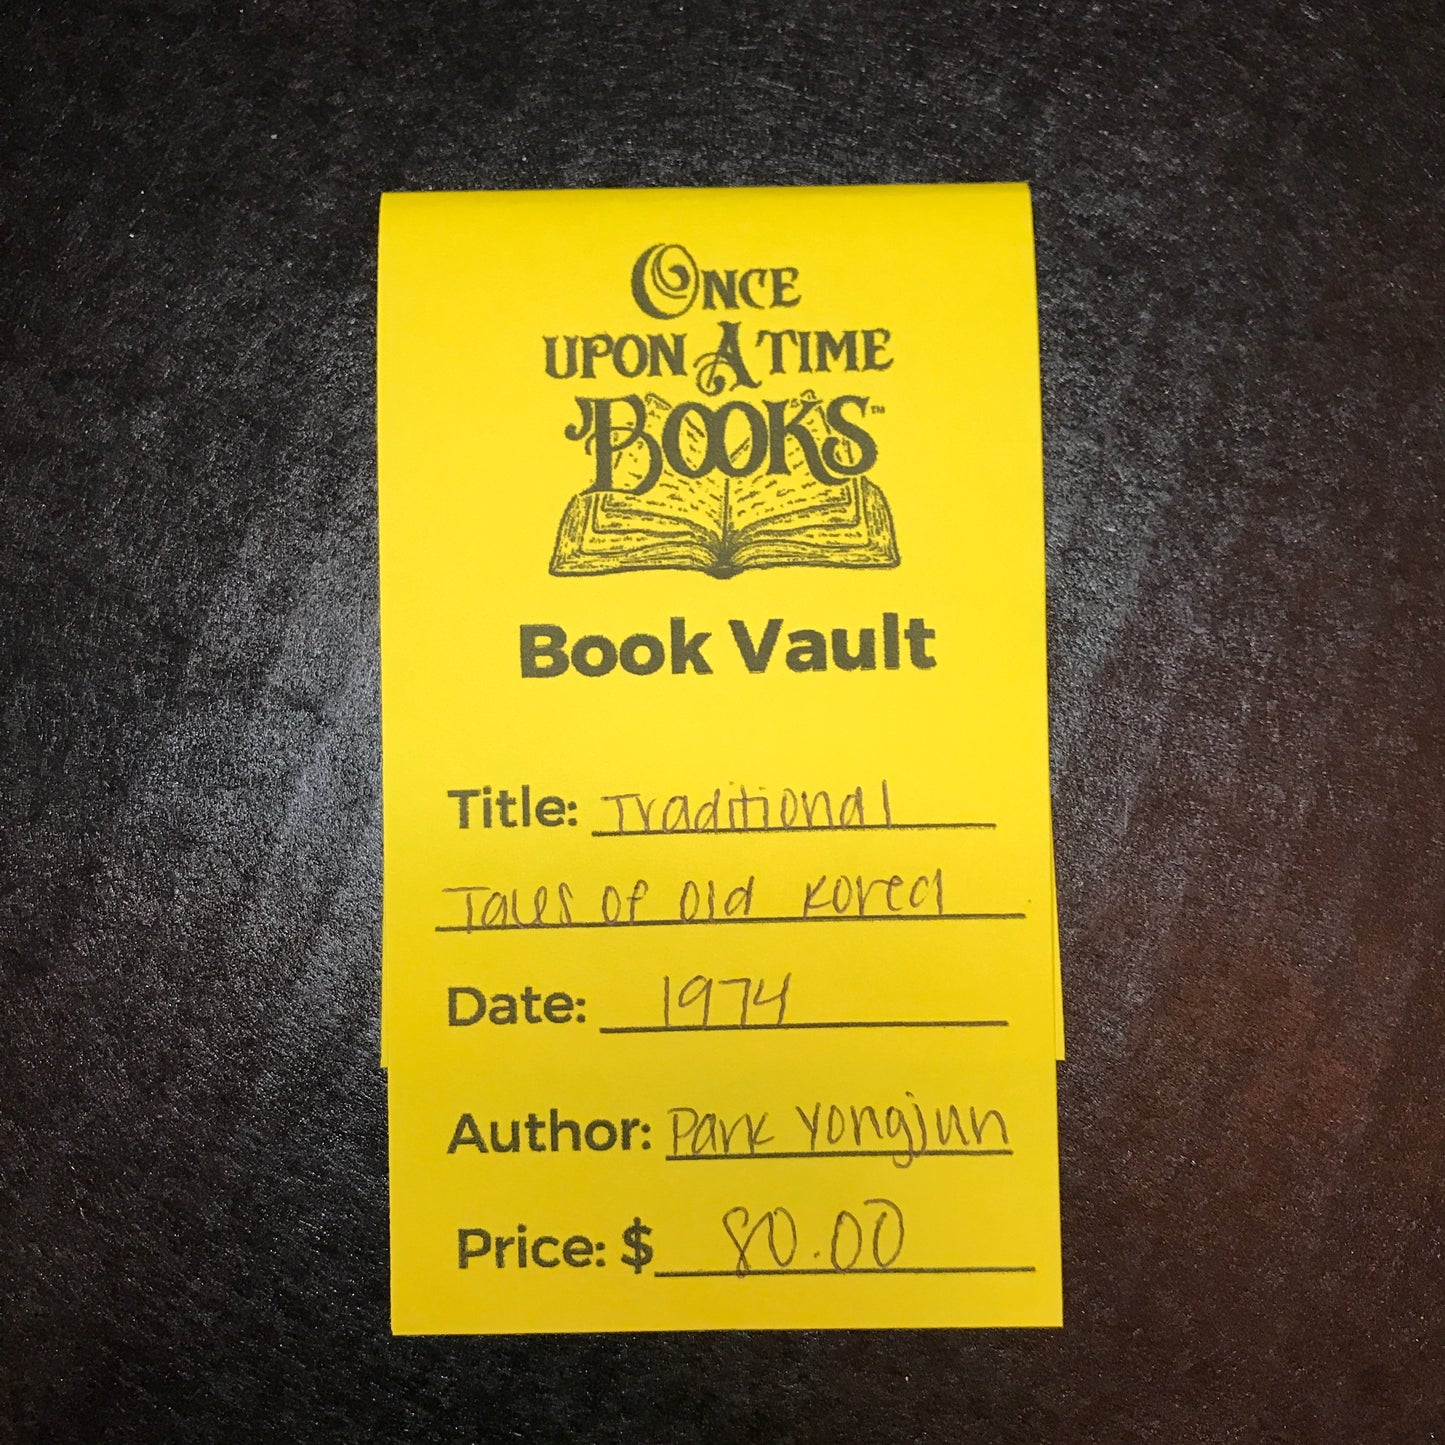 ONCE
UPON A TIME
BOOKS™
Book Vault
Title: Traditional
Tales of Old Korea
Date: 1974
Author: Park Yongjun
Price: $ 80.00